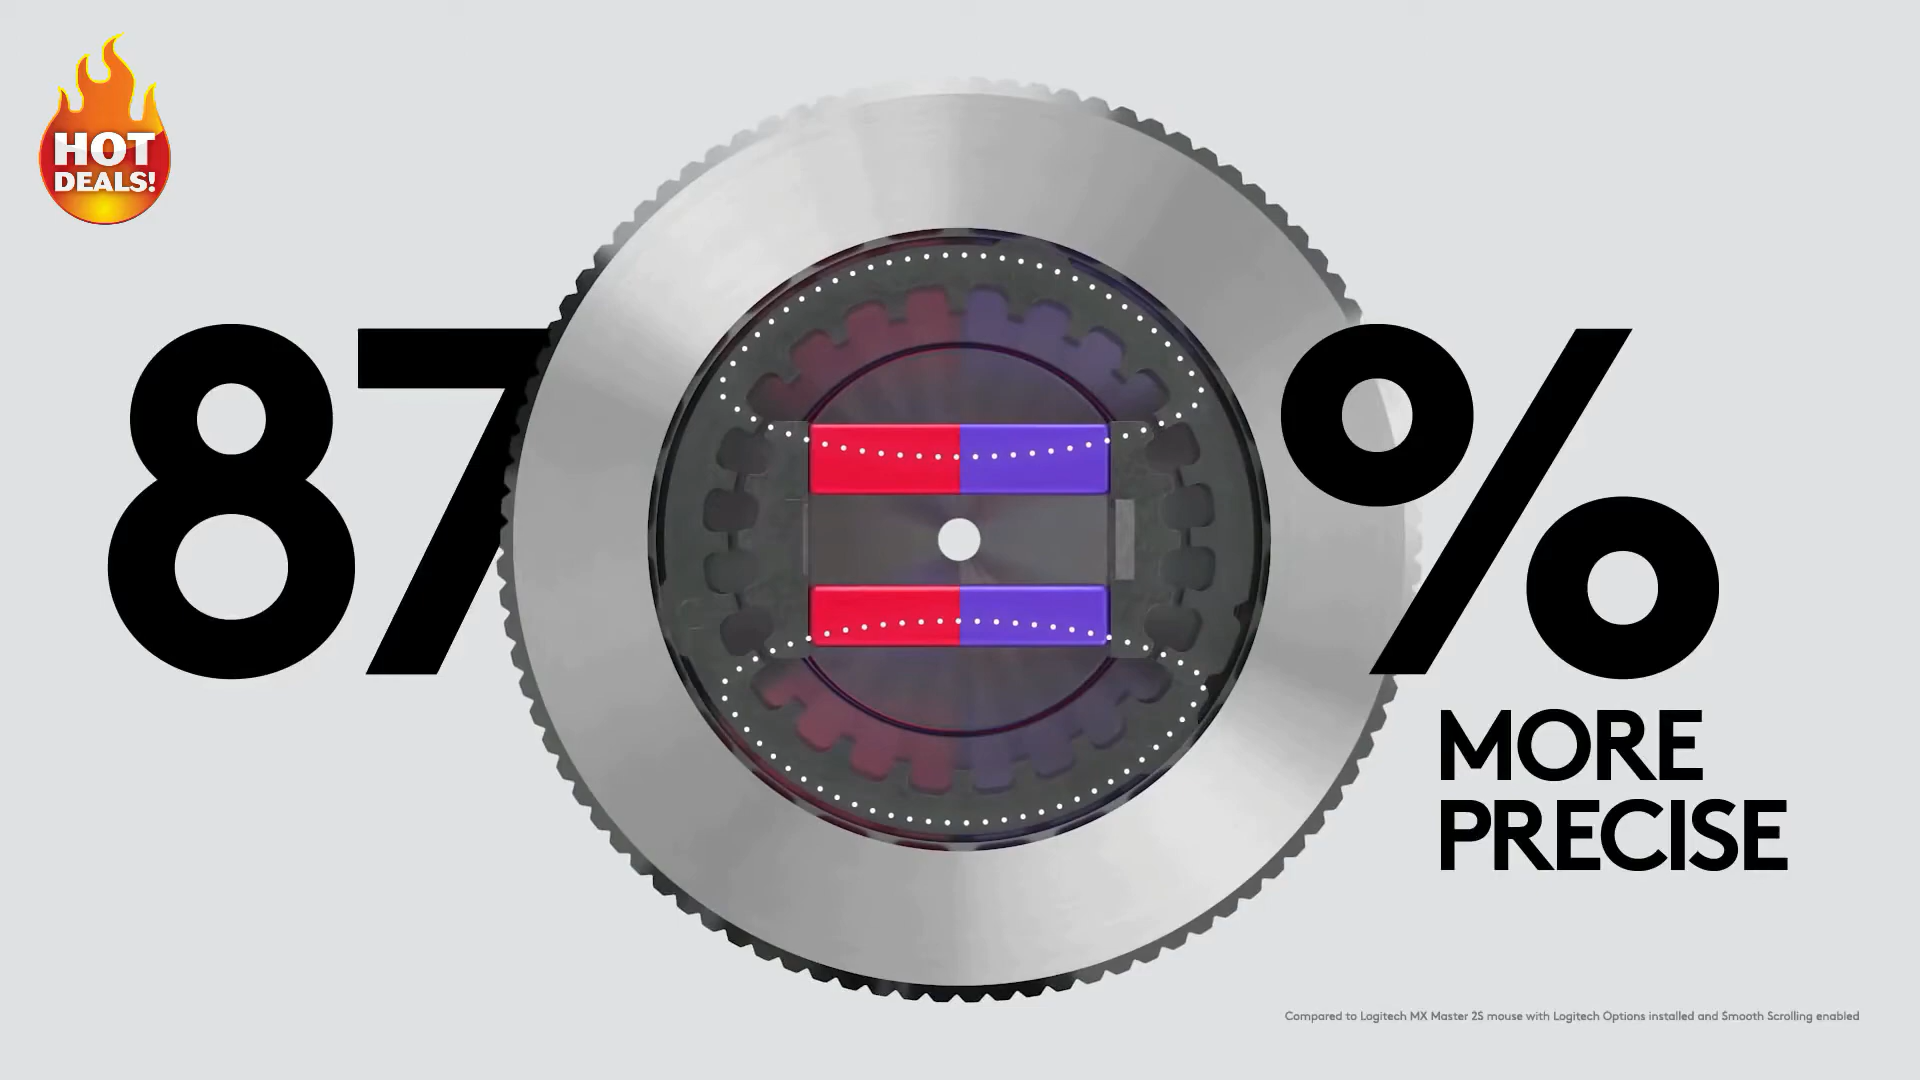 HOT
DEALS!
87%
MORE
PRECISE
Compared to Logitech MX Master 2S mouse with Logitech Options installed and Smooth Scrolling enabled